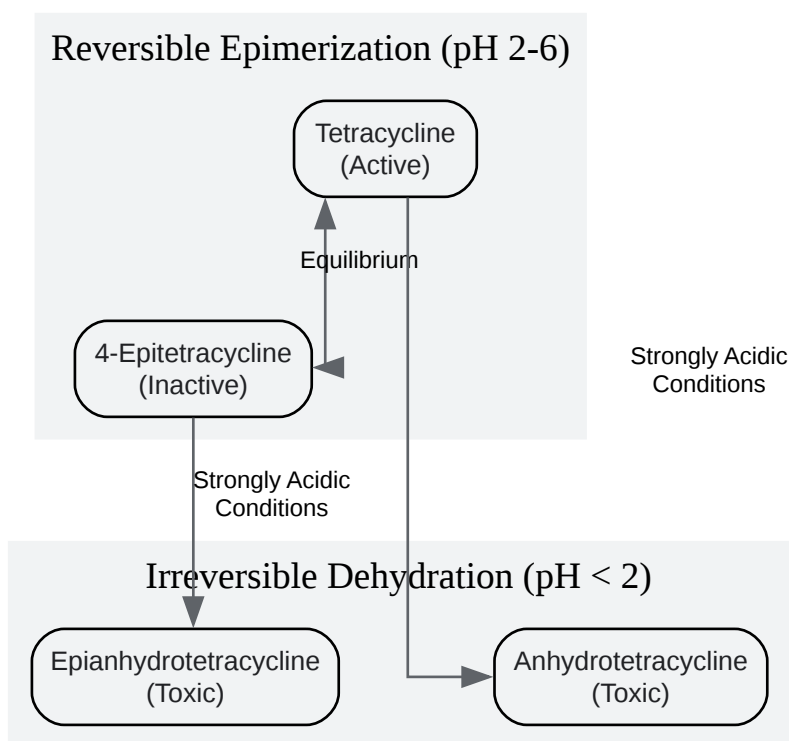 Reversible Epimerization (pH 2-6)
Tetracycline
(Active)
Equilibrium
4-Epitetracycline
(Inactive)
Strongly Acidic
Conditions
Strongly Acidic
Conditions
Irreversible Dehydration (pH < 2)
Epianhydrotetracycline
(Toxic)
Anhydrotetracycline
(Toxic)